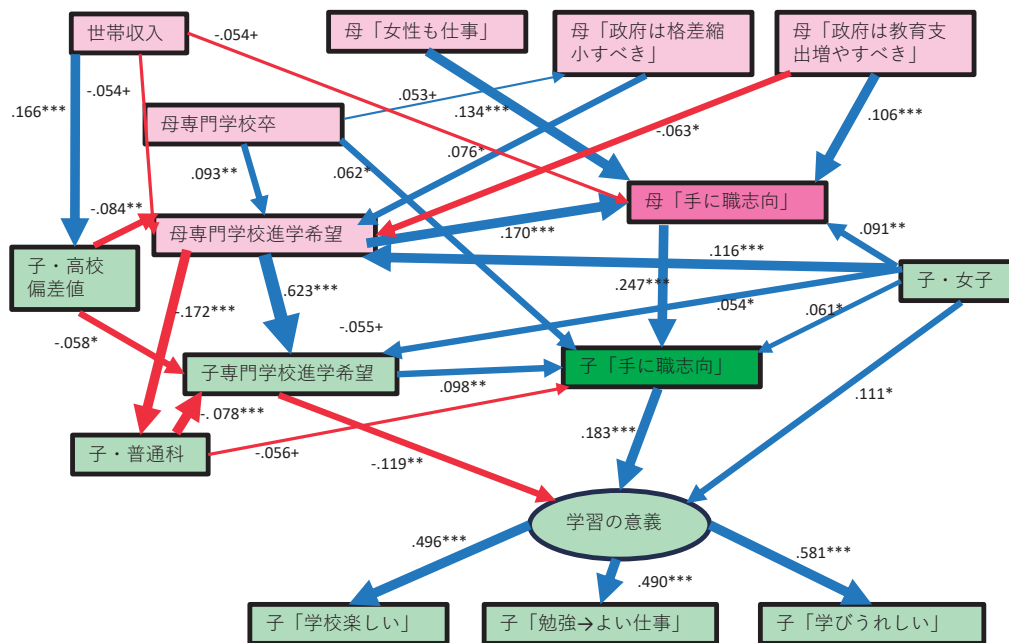 世帯収入
母「女性も仕事」
母「政府は格差縮
小すべき」
母「政府は教育支
出増やすべき」
-.054+
-.054+
.166***
.053+
.134***
.106***
母専門学校卒
-.063*
.076*
.093**
.062*
母「手に職志向」
-.084**
母専門学校進学希望
.170***
.091**
.116***
子・高校
偏差値
.247***
子・女子
.623***
-.172***
.054*
.061*
-.055+
-.058*
子専門学校進学希望
子「手に職志向」
.098**
.111*
-. 078***
子・普通科
-.056+
.183***
-.119**
学習の意義
.496***
.490***
.581***
子「学校楽しい」
子「勉強→よい仕事」
子「学びうれしい」